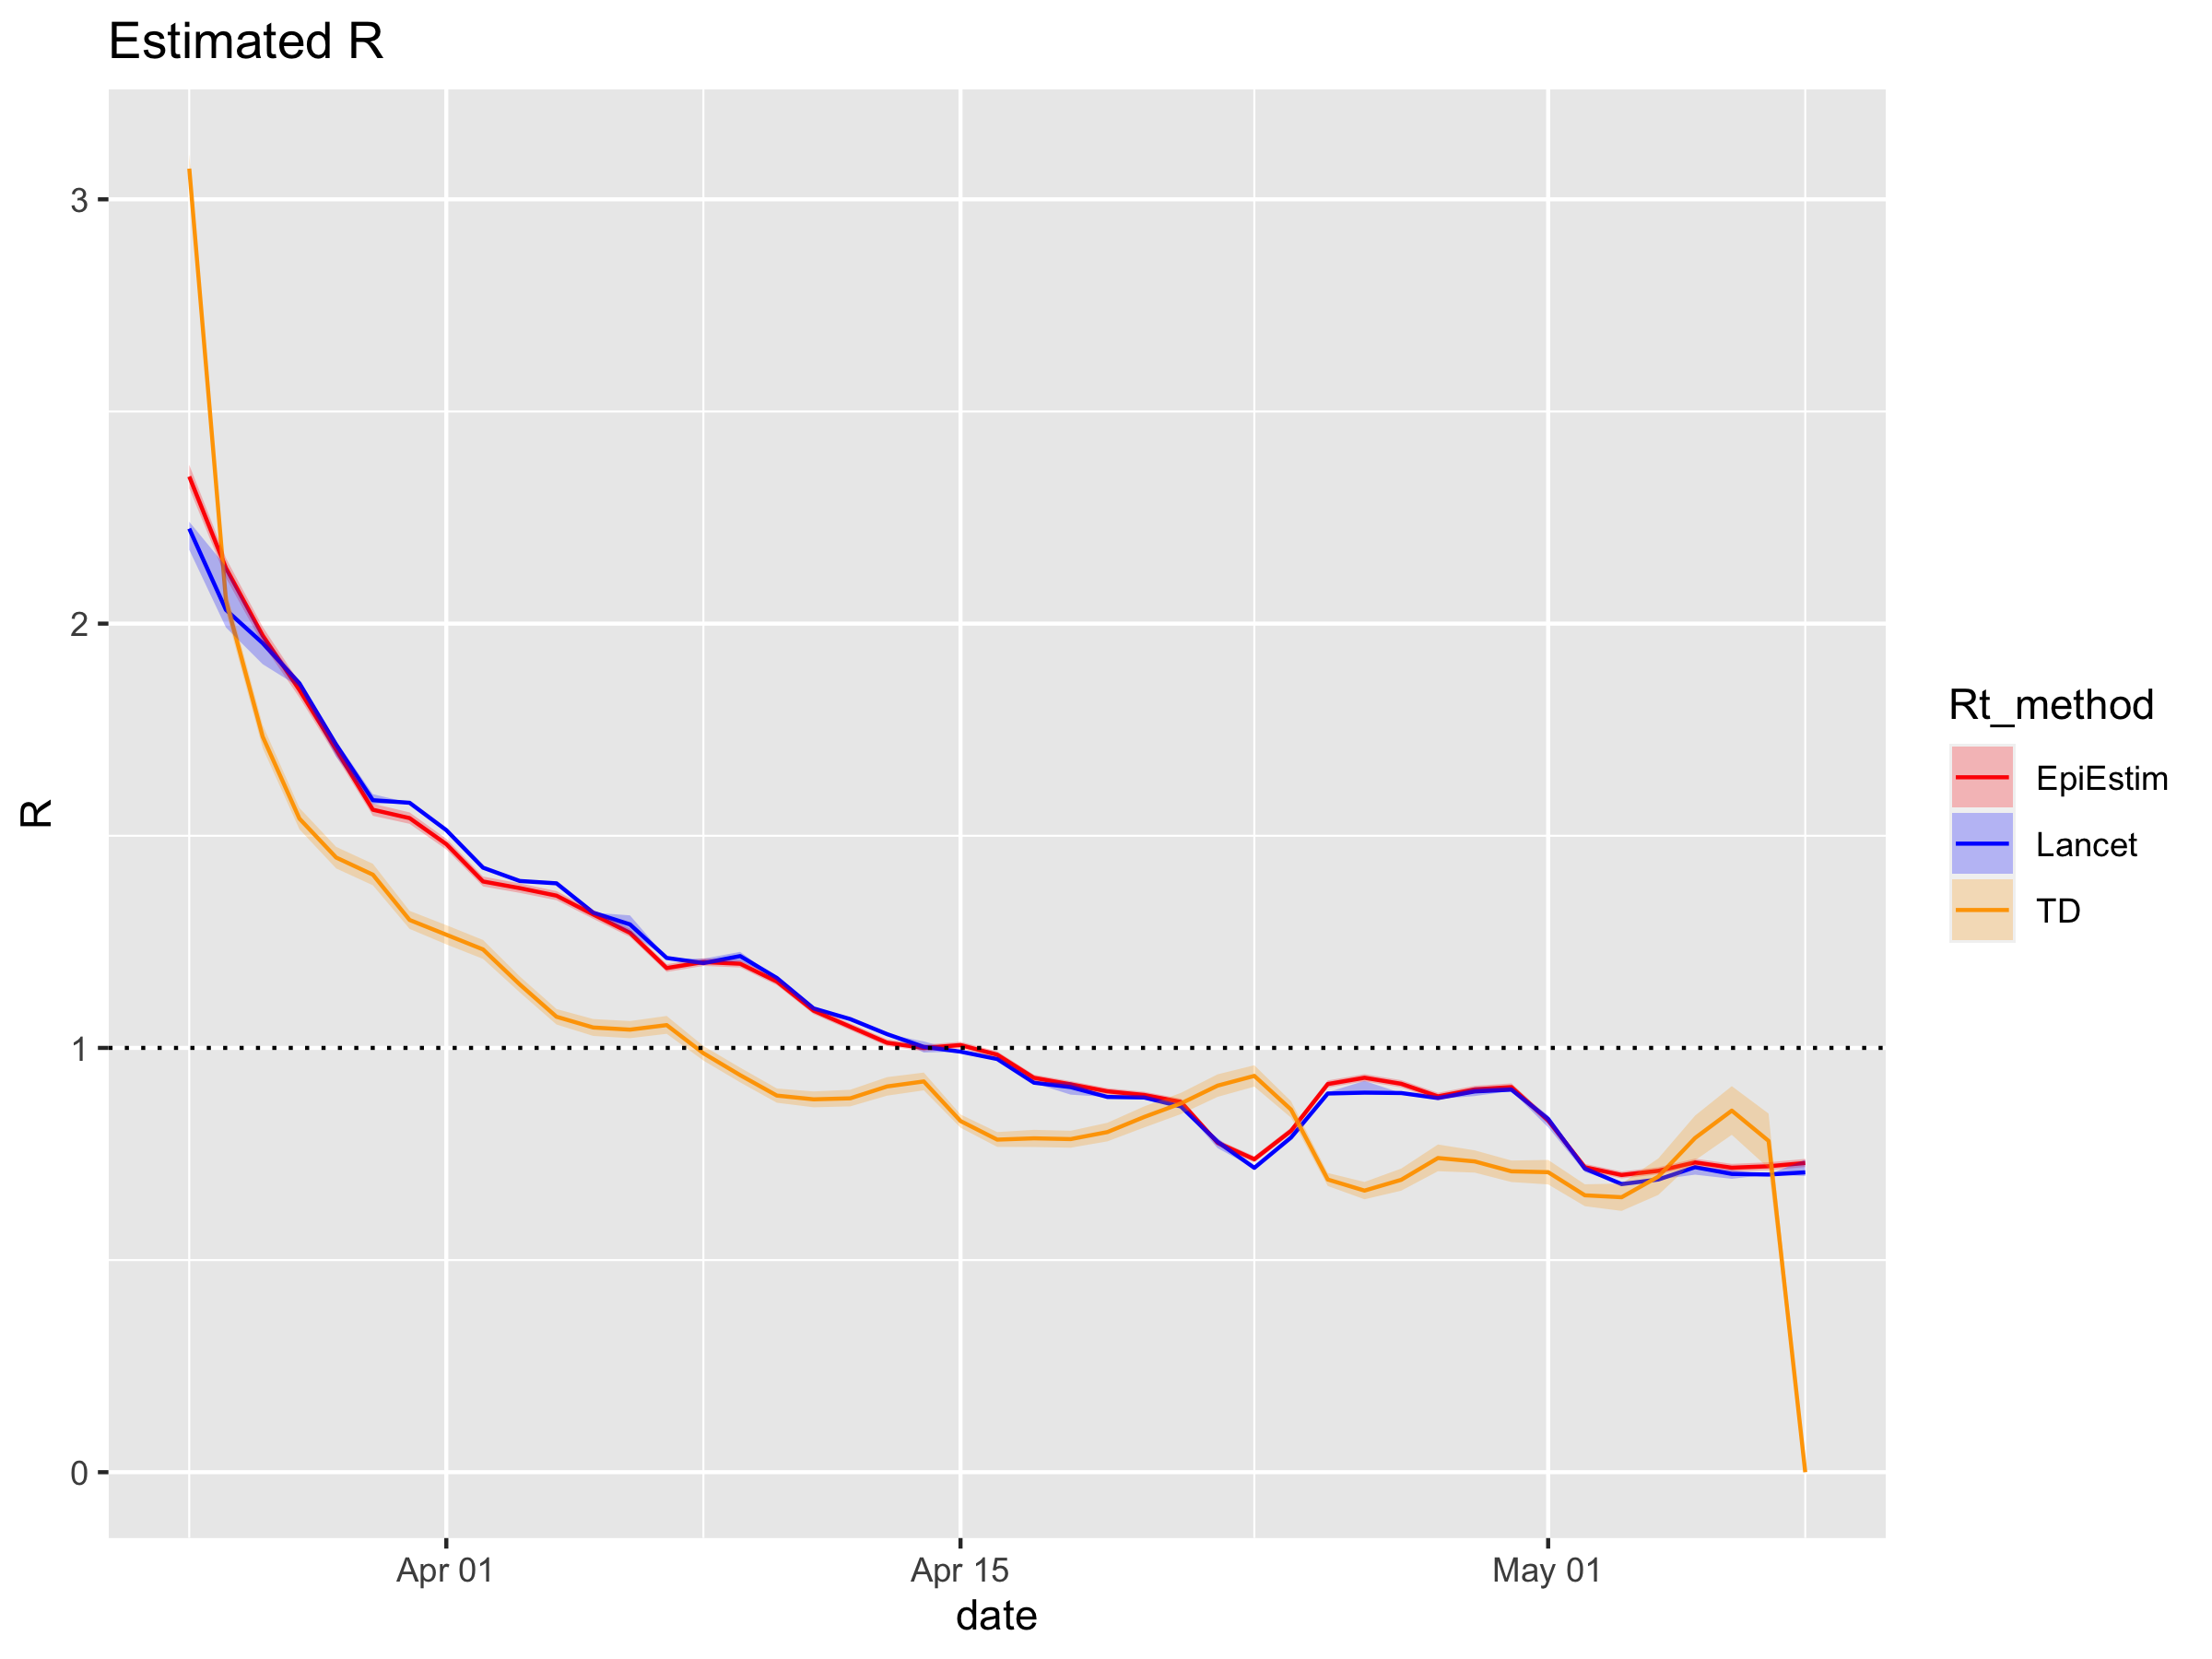 Estimated R
3
2
1
0
R
Apr 01
Apr 15
May 01
date
Rt_method
EpiEstim
Lancet
TD